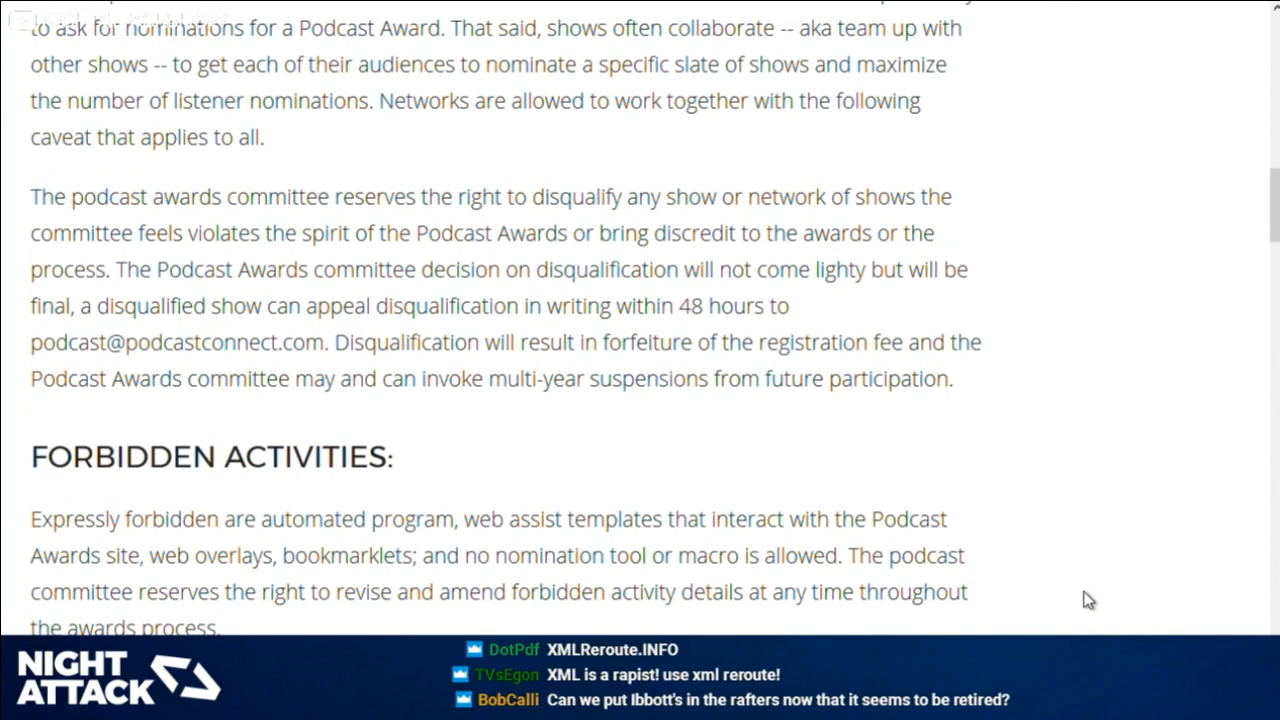 to ask for nominations for a Podcast Award. That said, shows often collaborate -- aka team up with
other shows -- to get each of their audiences to nominate a specific slate of shows and maximize
the number of listener nominations. Networks are allowed to work together with the following
caveat that applies to all.
The podcast awards committee reserves the right to disqualify any show or network of shows the
committee feels violates the spirit of the Podcast Awards or bring discredit to the awards or the
process. The Podcast Awards committee decision on disqualification will not come lighty but will be
final, a disqualified show can appeal disqualification in writing within 48 hours to
podcast@podcastconnect.com. Disqualification will result in forfeiture of the registration fee and the
Podcast Awards committee may and can invoke multi-year suspensions from future participation.
FORBIDDEN ACTIVITIES:
Expressly forbidden are automated program, web assist templates that interact with the Podcast
Awards site, web overlays, bookmarklets; and no nomination tool or macro is allowed. The podcast
committee reserves the right to revise and amend forbidden activity details at any time throughout
the awards process.
NIGHT
ATTACK
DotPdf XMLReroute.INFO
TVsEgon XML is a rapist! use xml reroute!
BobCalli Can we put Ibbott's in the rafters now that it seems to be retired?